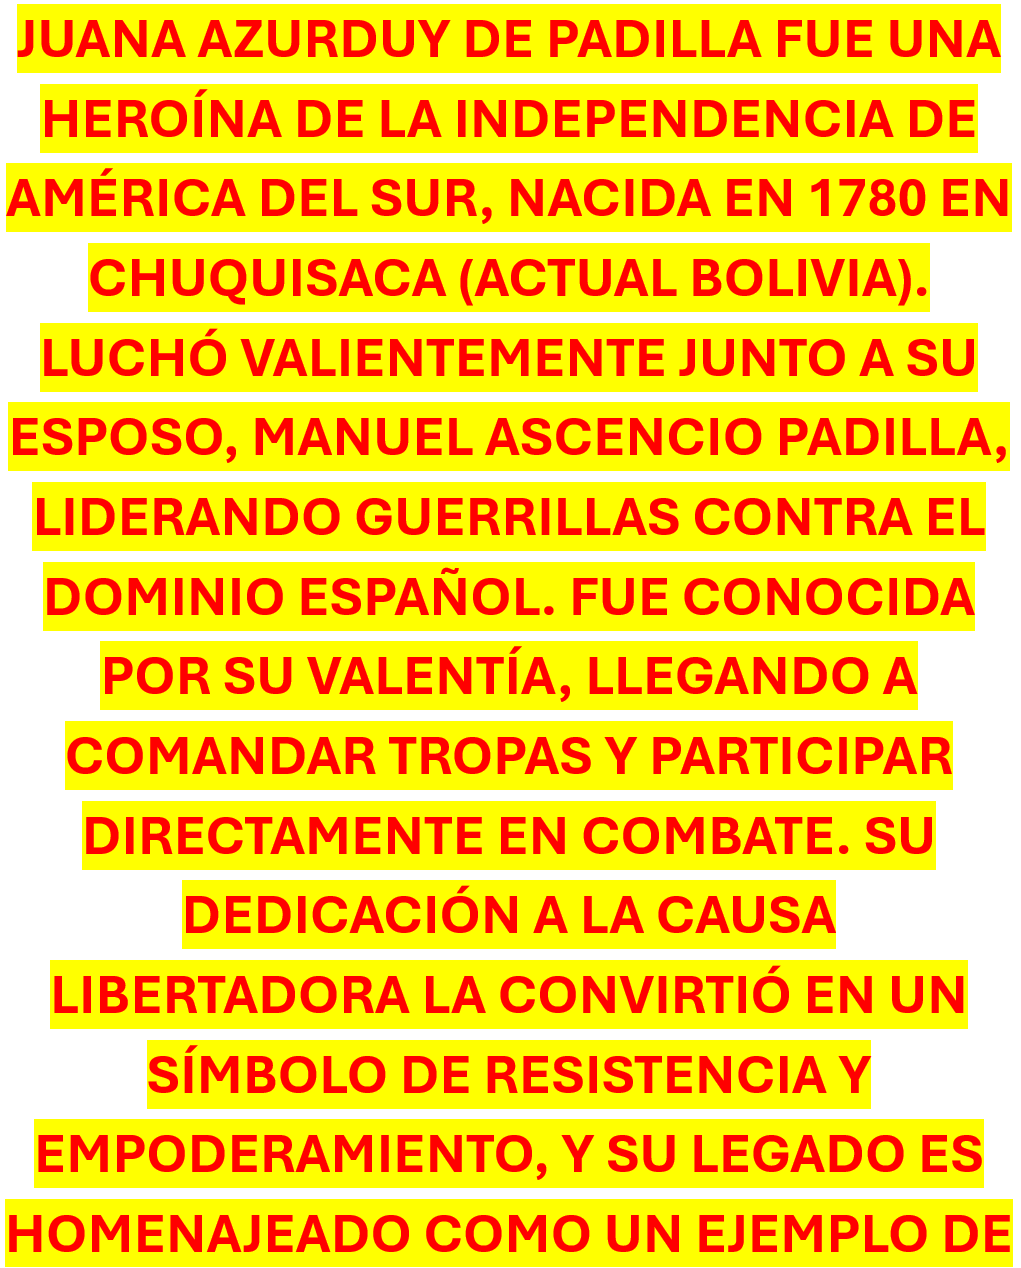 JUANA AZURDUY DE PADILLA FUE UNA
HEROÍNA DE LA INDEPENDENCIA DE
AMÉRICA DEL SUR, NACIDA EN 1780 EN
CHUQUISACA (ACTUAL BOLIVIA).
LUCHÓ VALIENTEMENTE JUNTO A SU
ESPOSO, MANUEL ASCENCIO PADILLA,
LIDERANDO GUERRILLAS CONTRA EL
DOMINIO ESPAÑOL. FUE CONOCIDA
POR SU VALENTÍA, LLEGANDO A
COMANDAR TROPAS Y PARTICIPAR
DIRECTAMENTE EN COMBATE. SU
DEDICACIÓN A LA CAUSA
LIBERTADORA LA CONVIRTIÓ EN UN
SÍMBOLO DE RESISTENCIA Y
EMPODERAMIENTO, Y SU LEGADO ES
HOMENAJEADO COMO UN EJEMPLO DE